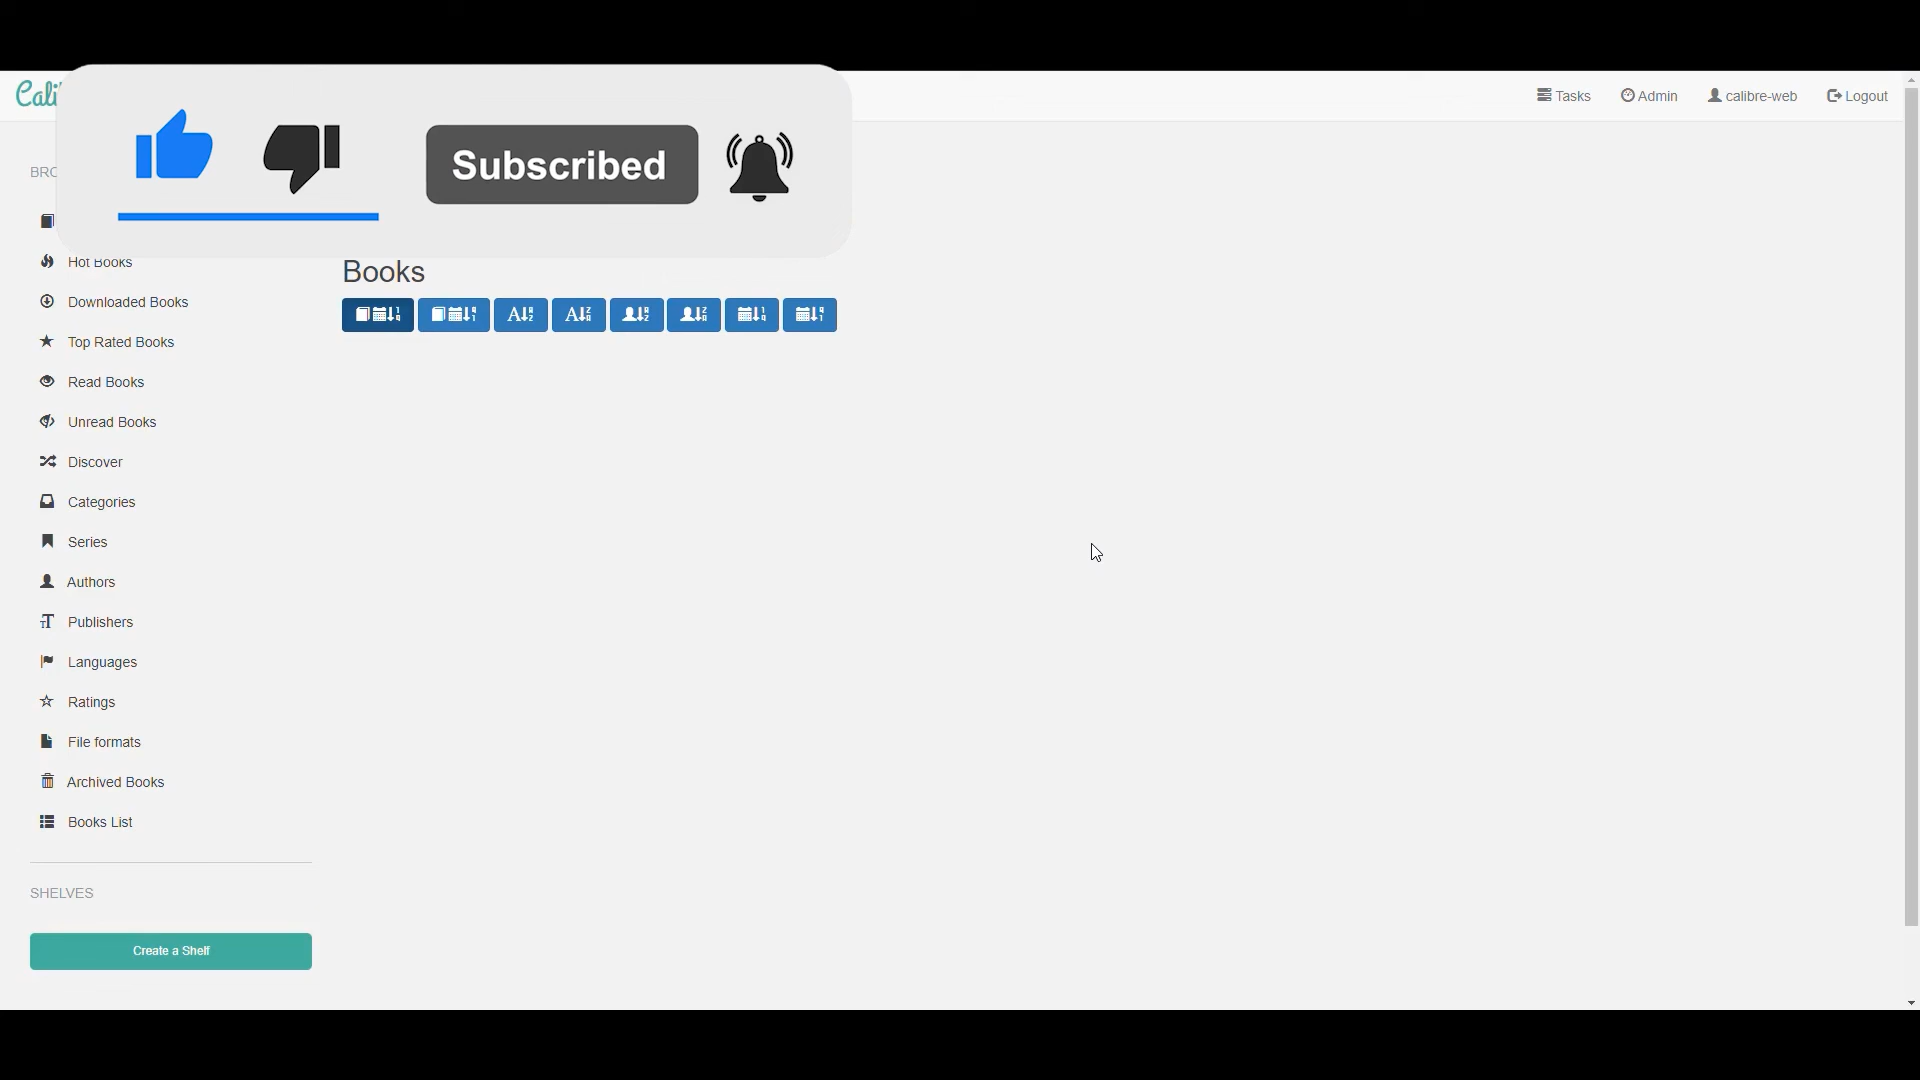 Tasks
Admin
calibre-web
Logout
Subscribed
Hot Books
Downloaded Books
Top Rated Books
Read Books
Unread Books
Discover
Categories
Series
Authors
Publishers
Languages
Ratings
File formats
Archived Books
Books List
SHELVES
Create a Shelf
Books